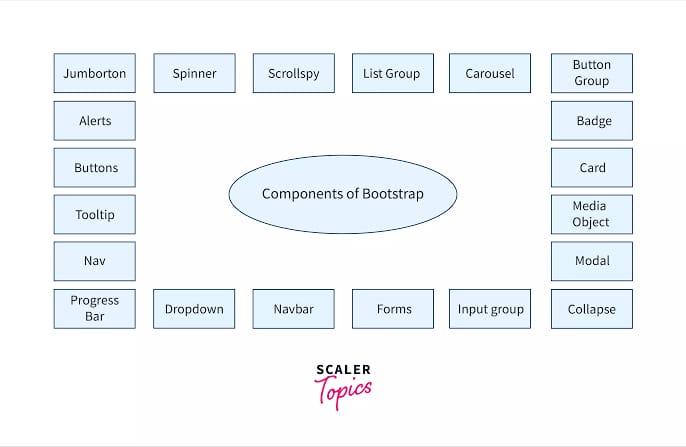 Jumborton
Spinner
Scrollspy
List Group
Carousel
Button
Group
Alerts
Badge
Buttons
Card
Components of Bootstrap
Tooltip
Media
Object
Nav
Modal
Progress
Bar
Dropdown
Navbar
Forms
Input group
Collapse
SCALER
Topics